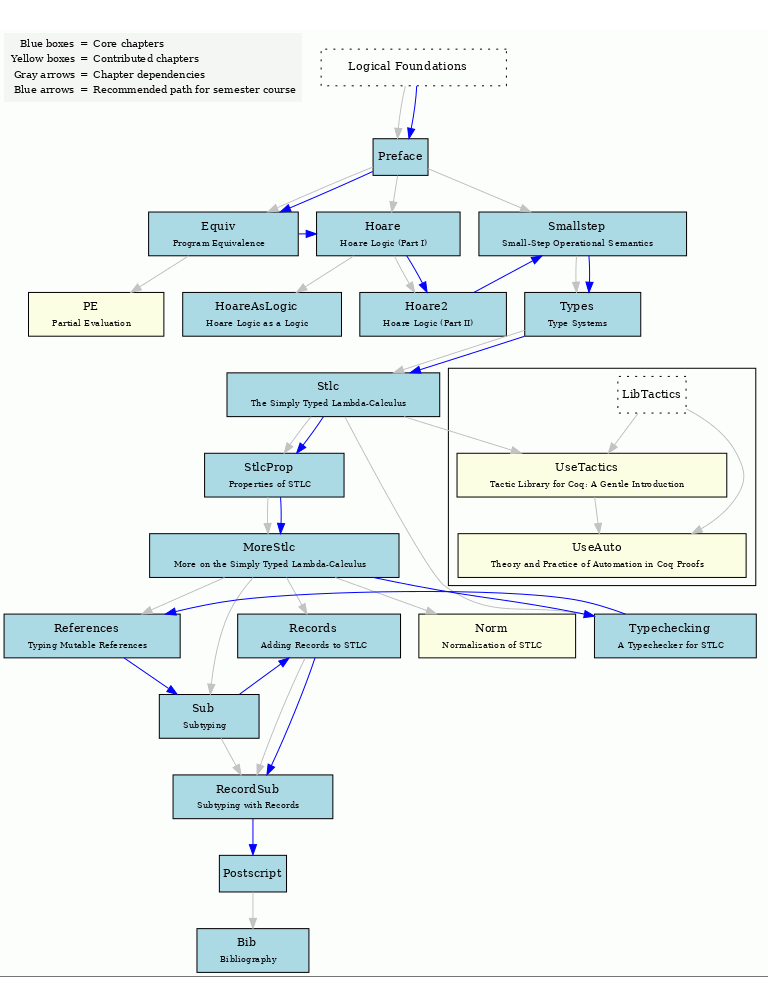 Blue boxes = Core chapters
Yellow boxes = Contributed chapters
Gray arrows = Chapter dependencies
Blue arrows = Recommended path for semester course
Logical Foundations
Preface
Equiv
Program Equivalence
Hoare
Hoare Logic (Part I)
Smallstep
Small-Step Operational Semantics
PE
Partial Evaluation
HoareAsLogic
Hoare Logic as a Logic
Hoare2
Hoare Logic (Part II)
Types
Type Systems
Stlc
The Simply Typed Lambda-Calculus
LibTactics
StlcProp
Properties of STLC
UseTactics
Tactic Library for Coq: A Gentle Introduction
MoreStlc
More on the Simply Typed Lambda-Calculus
UseAuto
Theory and Practice of Automation in Coq Proofs
References
Typing Mutable References
Records
Adding Records to STLC
Norm
Normalization of STLC
Typechecking
A Typechecker for STLC
Sub
Subtyping
RecordSub
Subtyping with Records
Postscript
Bib
Bibliography